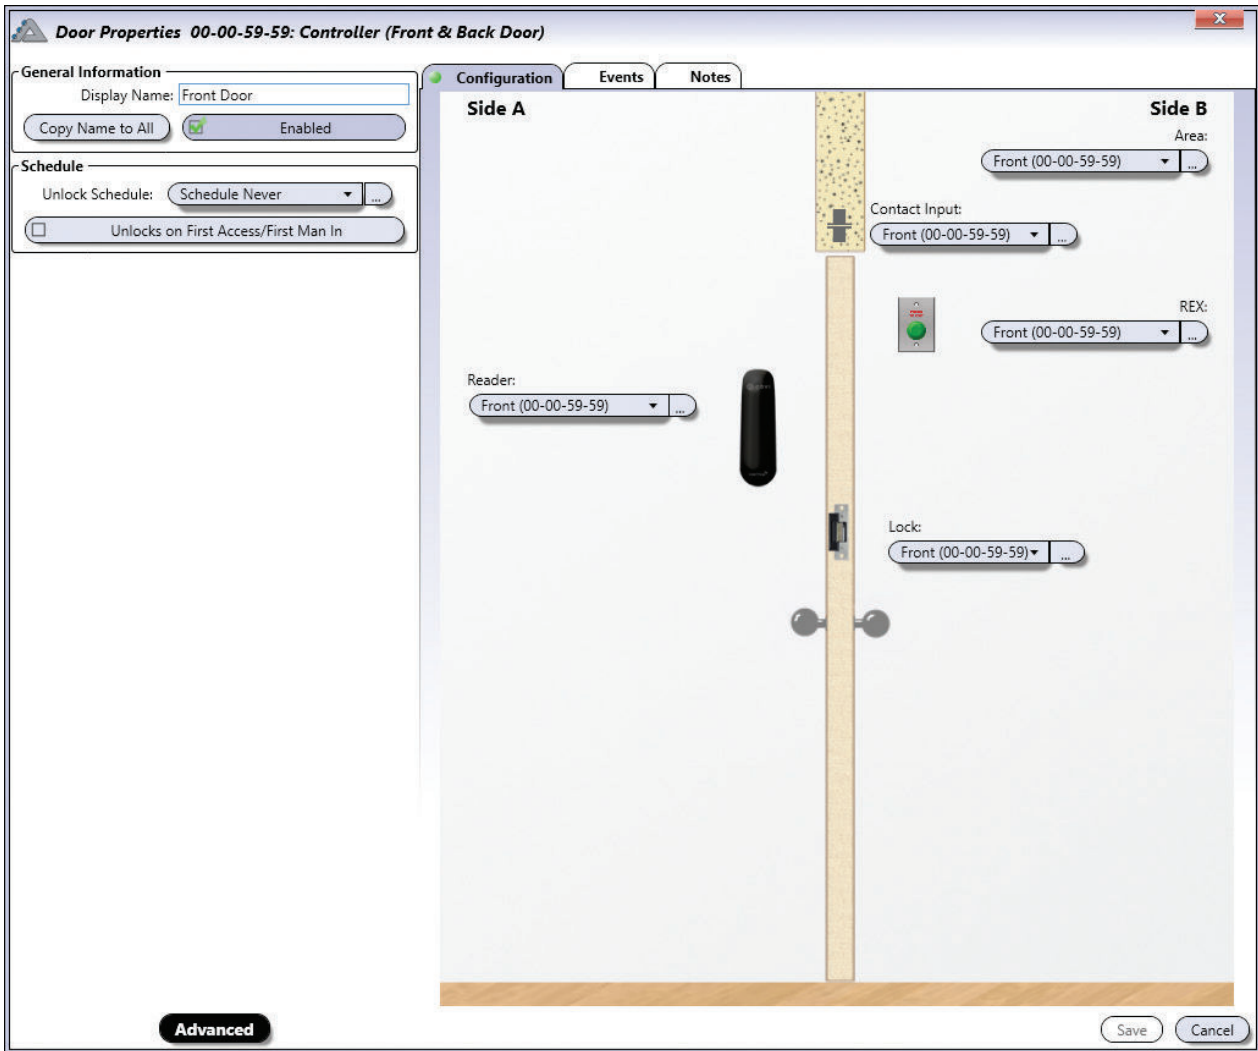 Door Properties 00-00-59-59: Controller (Front & Back Door)
X
General Information
Display Name: Front Door
Copy Name to All
Enabled
Schedule
Unlock Schedule: Schedule Never ...
Unlocks on First Access/First Man In
Configuration Events Notes
Side A
Side B
Area:
Front (00-00-59-59) ...
Contact Input:
Front (00-00-59-59) ...
REX:
Front (00-00-59-59) ...
Reader:
Front (00-00-59-59) ...
Lock:
Front (00-00-59-59) ...
Advanced
Save
Cancel